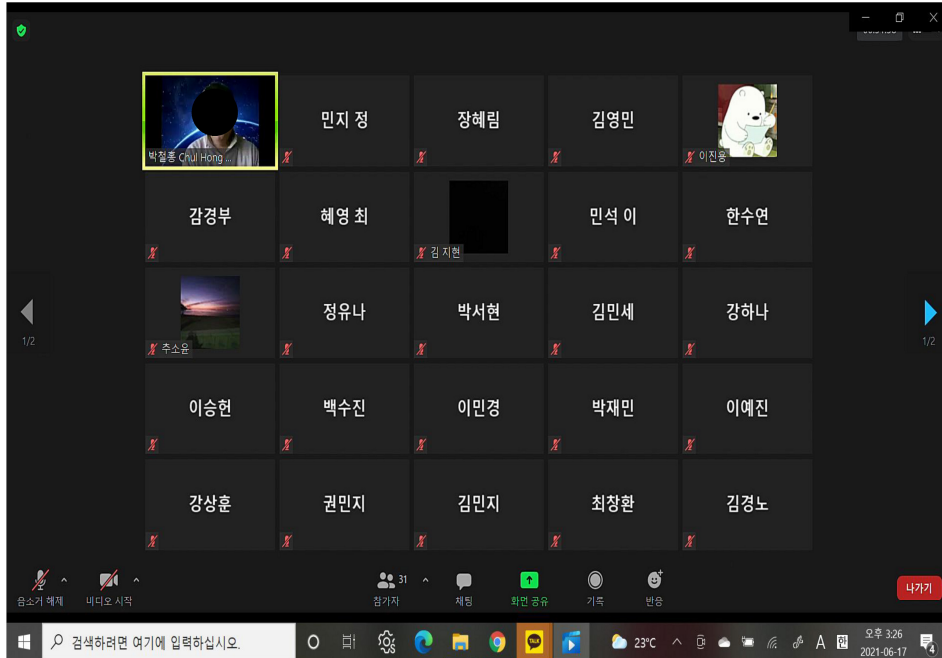 박철홍 Chul Hong ...
민지 정
장혜림
김영민
이진용
감경부
혜영 최
김 지현
민석 이
한수연
추소윤
정유나
박서현
김민세
강하나
1/2
1/2
이승헌
백수진
이민경
박재민
이예진
강상훈
권민지
김민지
최창환
김경노
음소거 해제
비디오 시작
31
참가자
채팅
화면 공유
기록
반응
나가기
검색하려면 여기에 입력하십시오.
TALK
23°C
A
한
오후 3:26
2021-06-17
4